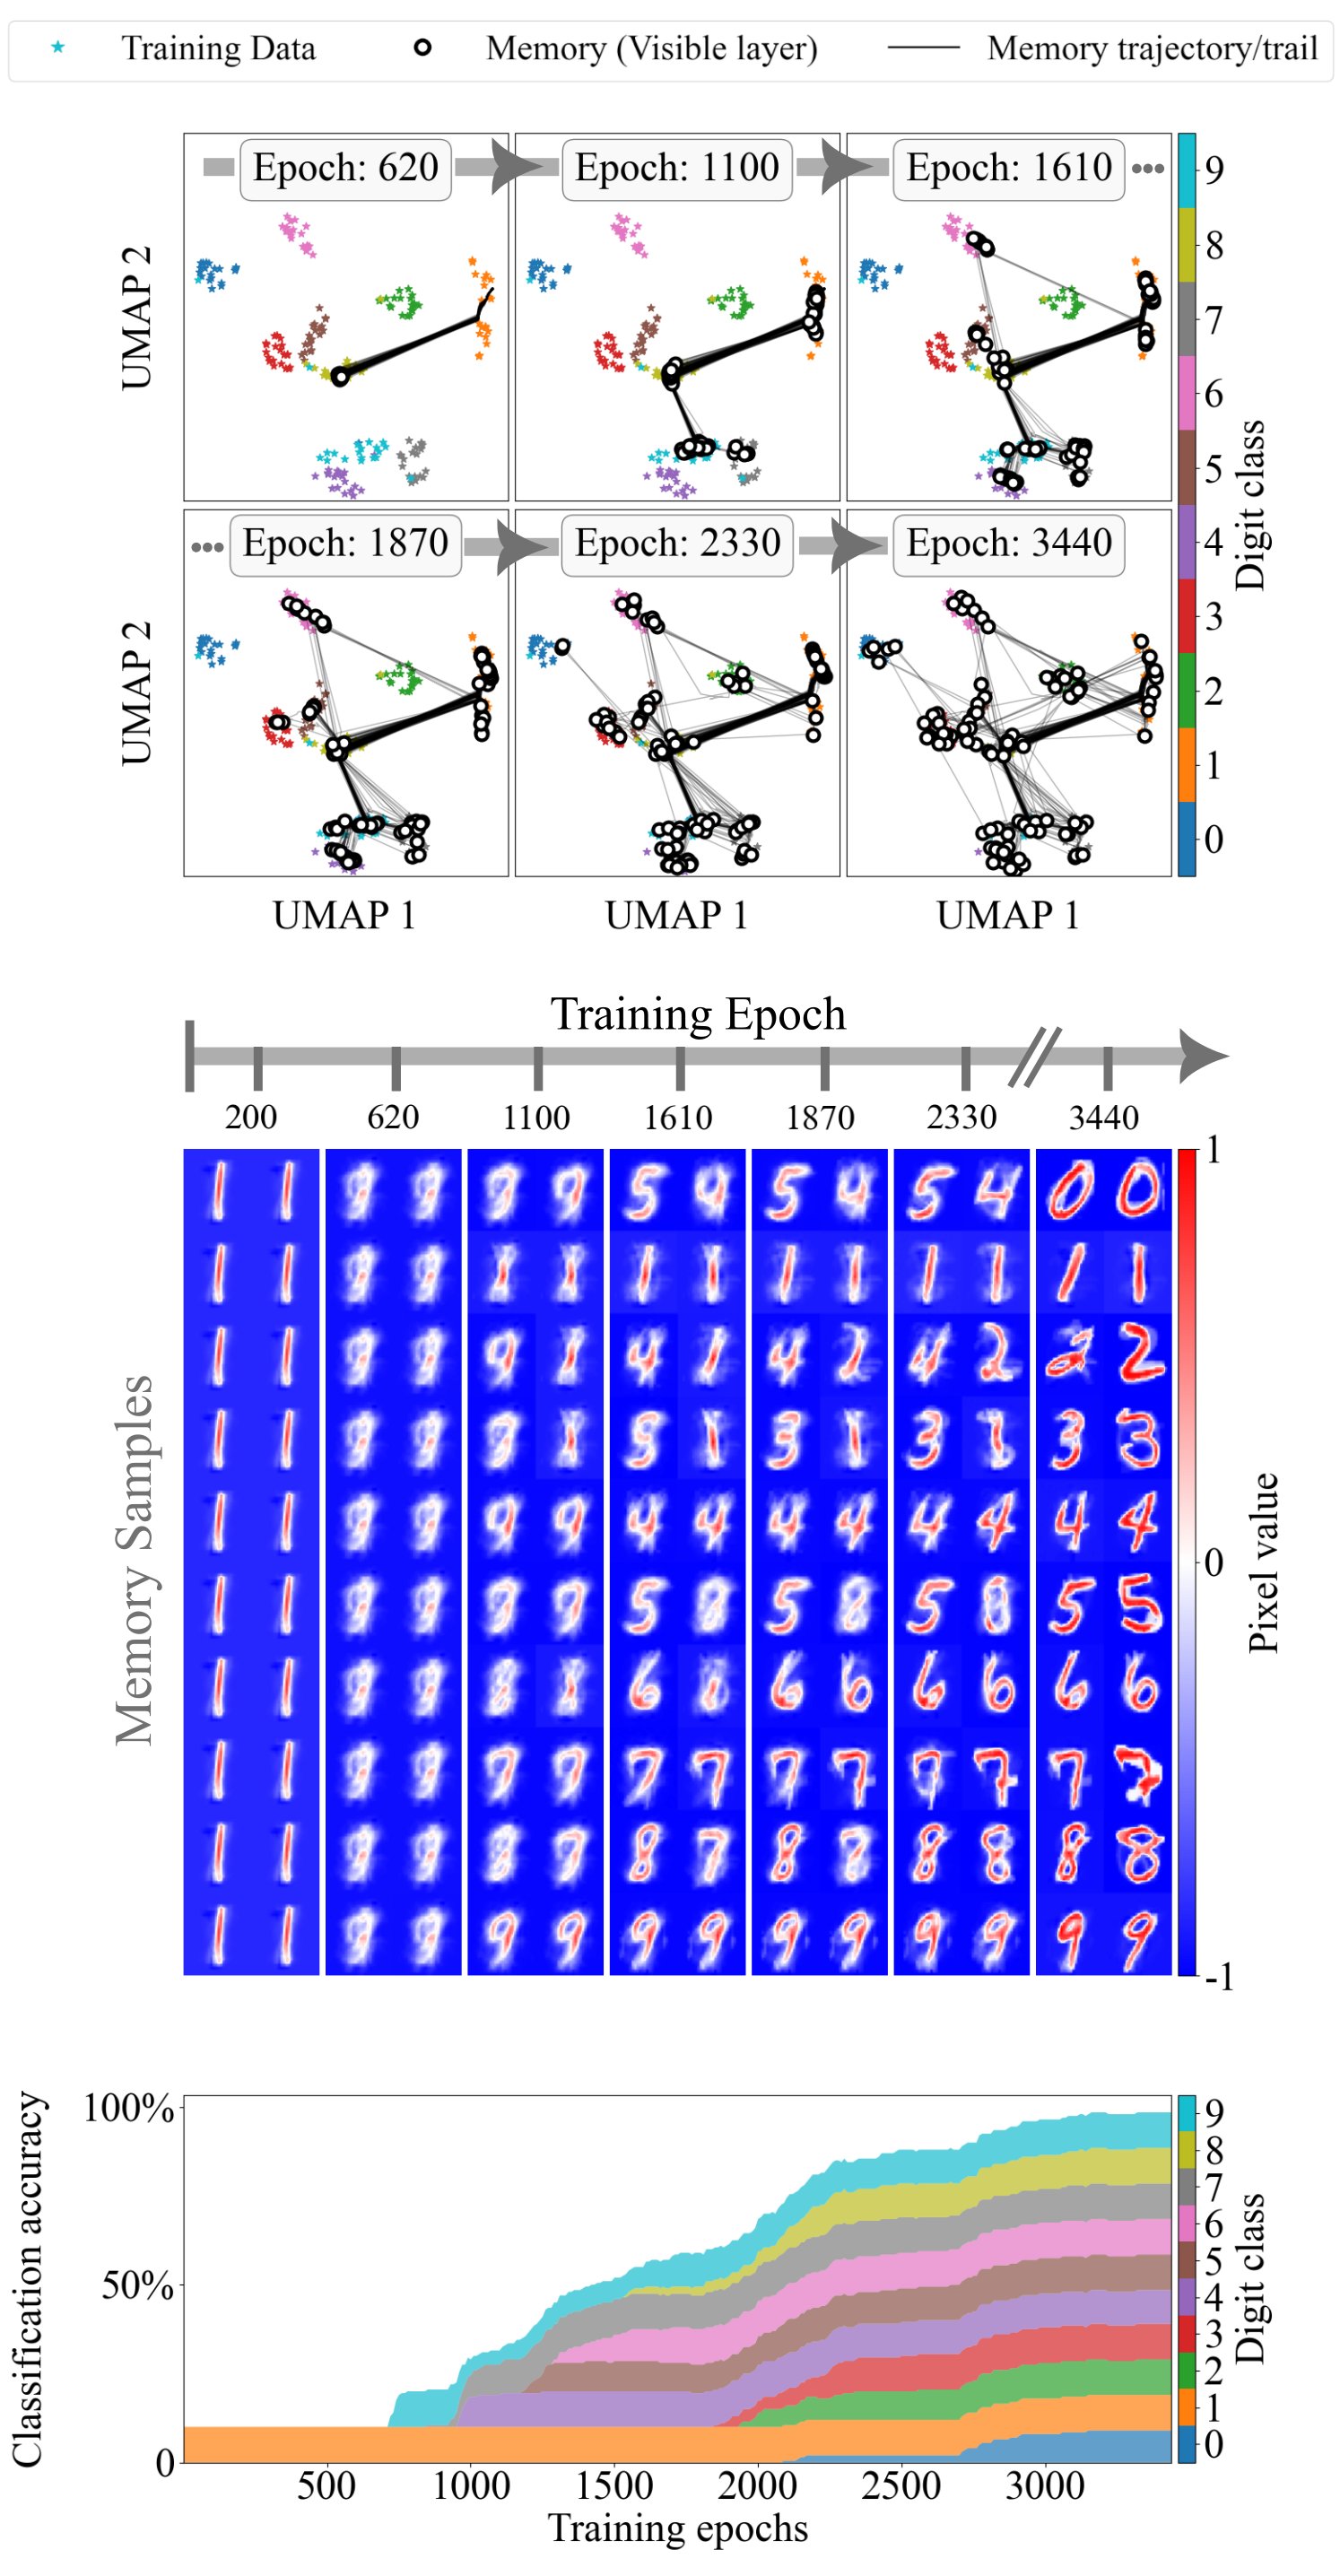 Training Data Memory (Visible layer) Memory trajectory/trail
Epoch: 620 Epoch: 1100 Epoch: 1610
UMAP 2
Epoch: 1870 Epoch: 2330 Epoch: 3440
UMAP 2
UMAP 1 UMAP 1 UMAP 1
9
8
7
6
5
4
3
2
1
0
Digit class
Training Epoch
200 620 1100 1610 1870 2330 3440
Memory Samples
1
0
-1
Pixel value
Classification accuracy
100%
50%
0
500 1000 1500 2000 2500 3000
Training epochs
9
8
7
6
5
4
3
2
1
0
Digit class